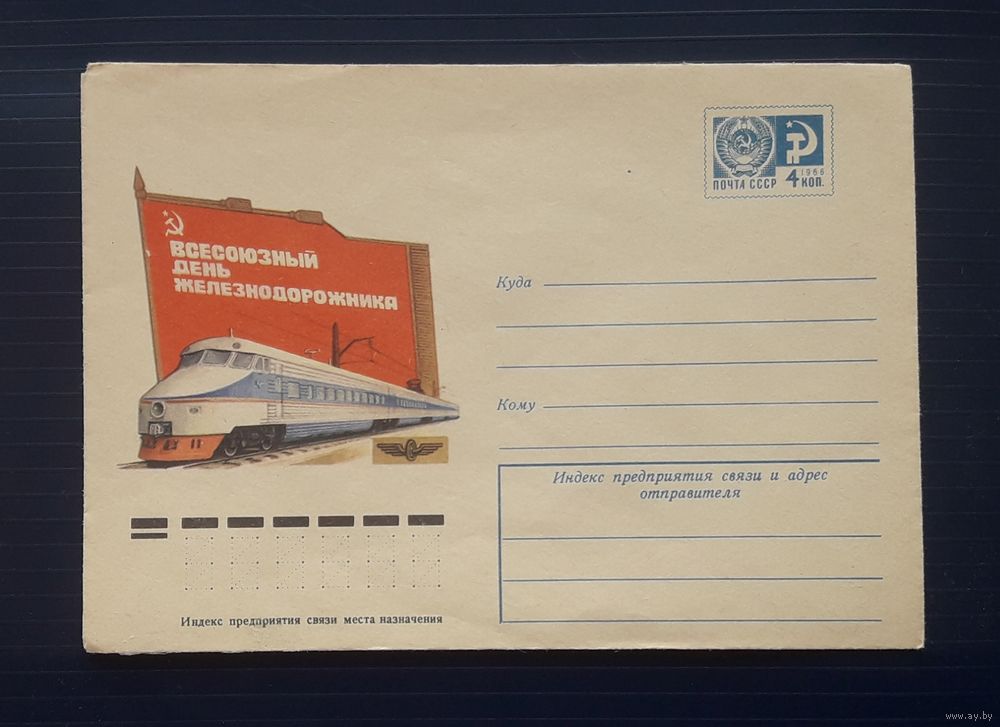 ПОЧТА СССР 4 1966 КОП.
ВСЕСОЮЗНЫЙ
ДЕНЬ
ЖЕЛЕЗНОДОРОЖНИКА
Куда
Кому
Индекс предприятия связи и адрес
отправителя
Индекс предприятия связи места назначения
www.ay.by